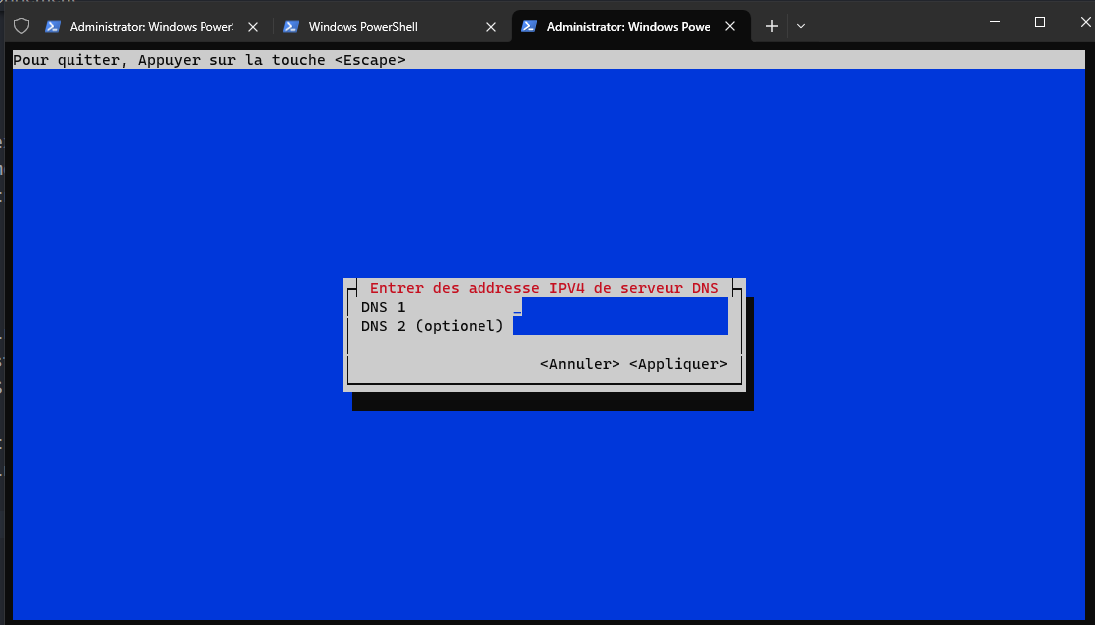 Administrator: Windows Power
Windows PowerShell
Administrator: Windows Powe
Pour quitter, Appuyer sur la touche <Escape>
Entrer des addresse IPV4 de serveur DNS
DNS 1
DNS 2 (optionel)
<Annuler> <Appliquer>